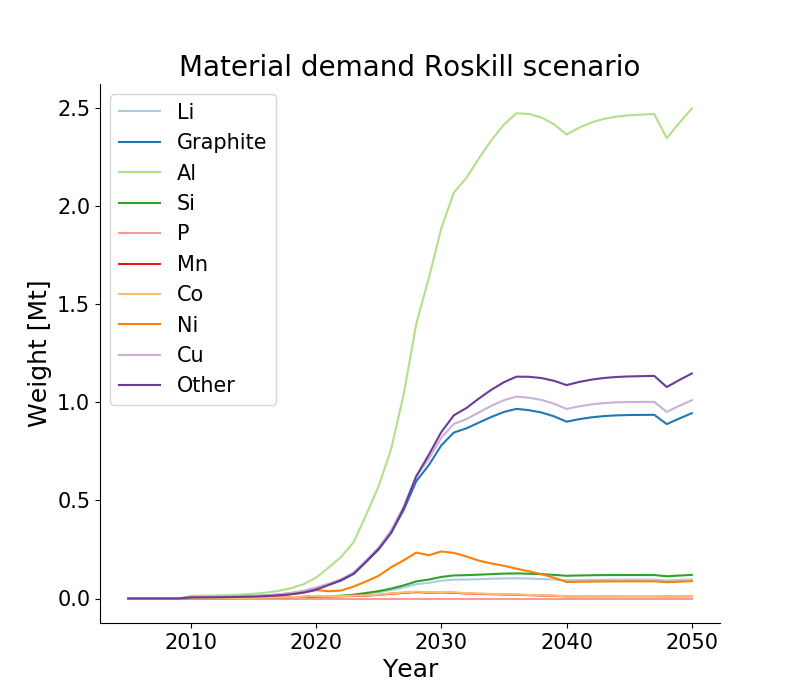 Material demand Roskill scenario
Li
Graphite
Al
Si
P
Mn
Co
Ni
Cu
Other
2.5
2.0
1.5
1.0
0.5
0.0
Weight [Mt]
2010 2020 2030 2040 2050
Year